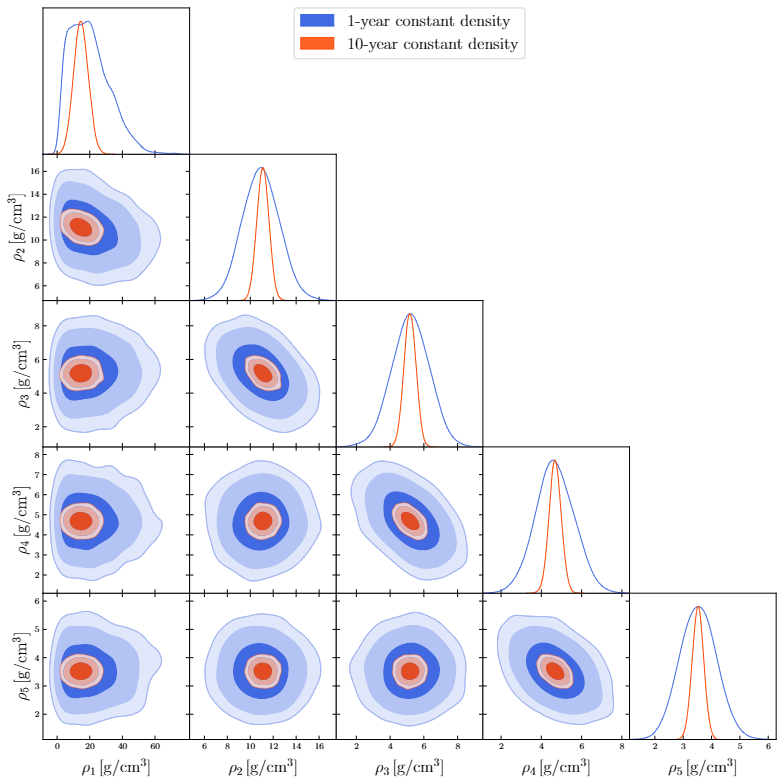 1-year constant density
10-year constant density
16
14
12
10
8
6
ρ₂ [g/cm³]
8
6
4
2
ρ₃ [g/cm³]
8
7
6
5
4
3
2
ρ₄ [g/cm³]
6
5
4
3
2
ρ₅ [g/cm³]
0 20 40 60 6 8 10 12 14 16 2 4 6 8 2 4 6 8 2 3 4 5 6
ρ₁ [g/cm³] ρ₂ [g/cm³] ρ₃ [g/cm³] ρ₄ [g/cm³] ρ₅ [g/cm³]